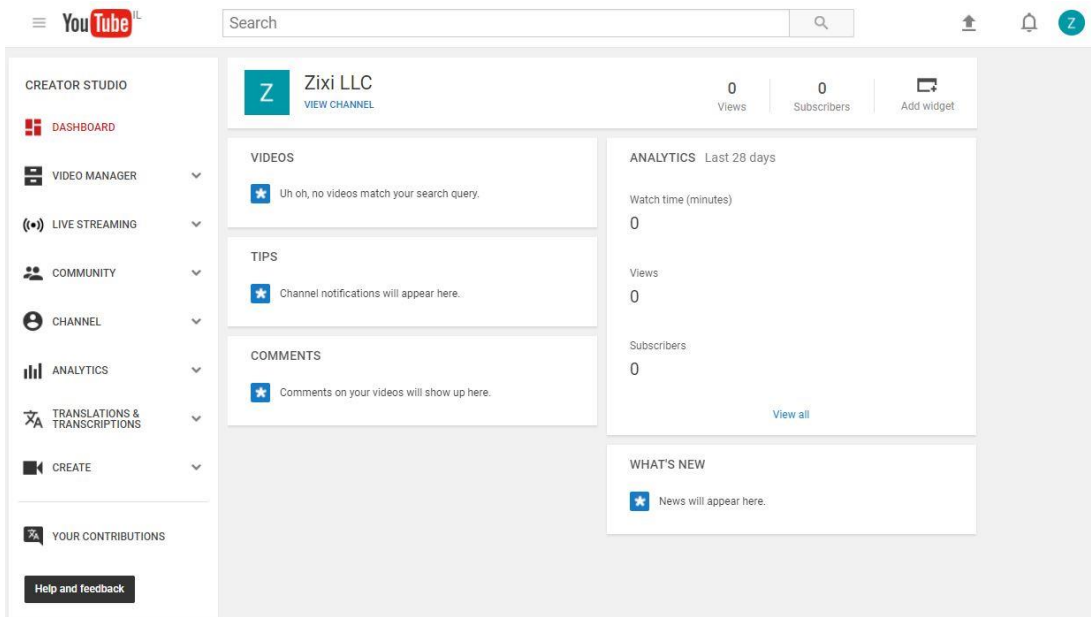 YouTube IL
Search
Z
CREATOR STUDIO
DASHBOARD
VIDEO MANAGER
LIVE STREAMING
COMMUNITY
CHANNEL
ANALYTICS
TRANSLATIONS &
TRANSCRIPTIONS
CREATE
YOUR CONTRIBUTIONS
Help and feedback
Z
Zixi LLC
VIEW CHANNEL
0
Views
0
Subscribers
Add widget
VIDEOS
Uh oh, no videos match your search query.
TIPS
Channel notifications will appear here.
COMMENTS
Comments on your videos will show up here.
ANALYTICS Last 28 days
Watch time (minutes)
0
Views
0
Subscribers
0
View all
WHAT'S NEW
News will appear here.